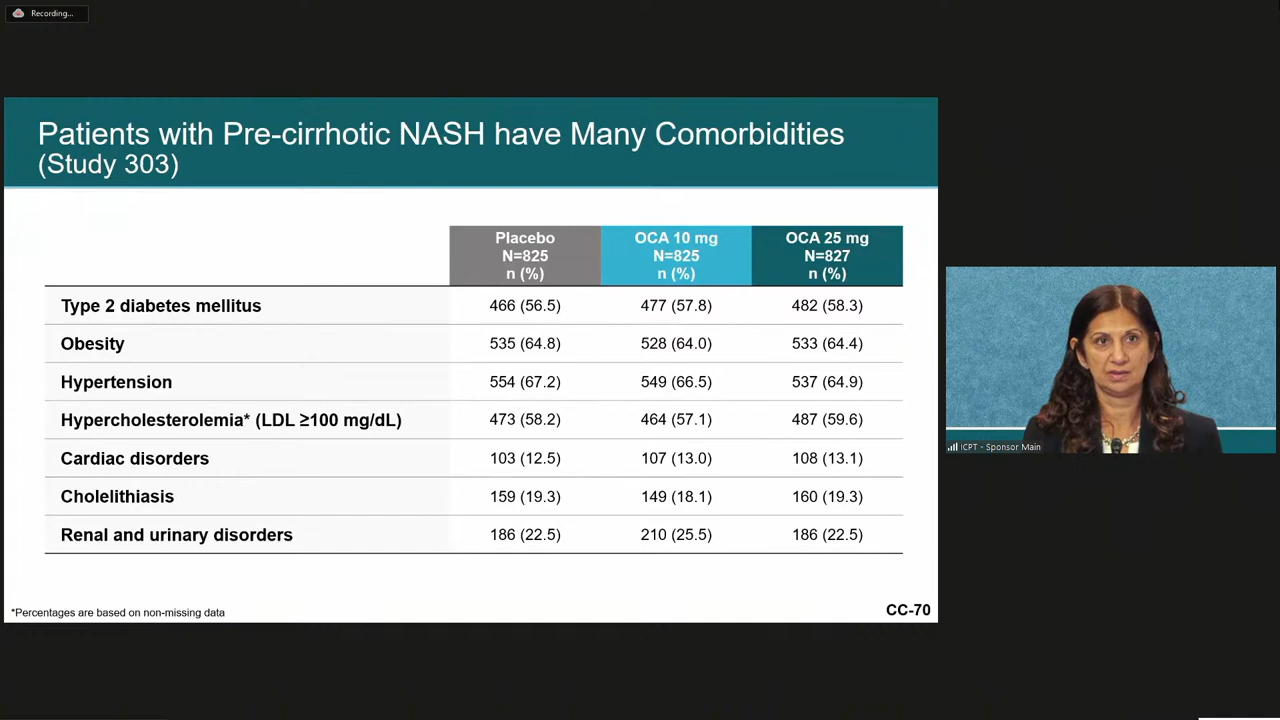 Recording...
Patients with Pre-cirrhotic NASH have Many Comorbidities
(Study 303)
Placebo OCA 10 mg OCA 25 mg
N=825 N=825 N=827
n (%) n (%) n (%)
Type 2 diabetes mellitus 466 (56.5) 477 (57.8) 482 (58.3)
Obesity 535 (64.8) 528 (64.0) 533 (64.4)
Hypertension 554 (67.2) 549 (66.5) 537 (64.9)
Hypercholesterolemia* (LDL ≥100 mg/dL) 473 (58.2) 464 (57.1) 487 (59.6)
Cardiac disorders 103 (12.5) 107 (13.0) 108 (13.1)
Cholelithiasis 159 (19.3) 149 (18.1) 160 (19.3)
Renal and urinary disorders 186 (22.5) 210 (25.5) 186 (22.5)
*Percentages are based on non-missing data
CC-70
ICPT - Sponsor Main